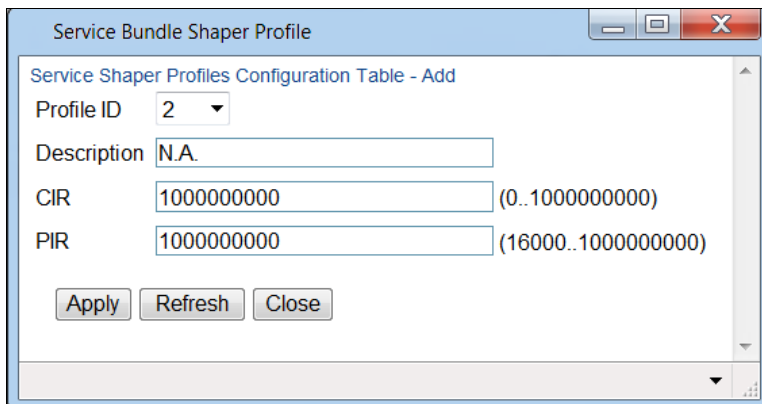 Service Bundle Shaper Profile
Service Shaper Profiles Configuration Table - Add
Profile ID 2
Description N.A.
CIR 1000000000 (0..1000000000)
PIR 1000000000 (16000..1000000000)
Apply Refresh Close